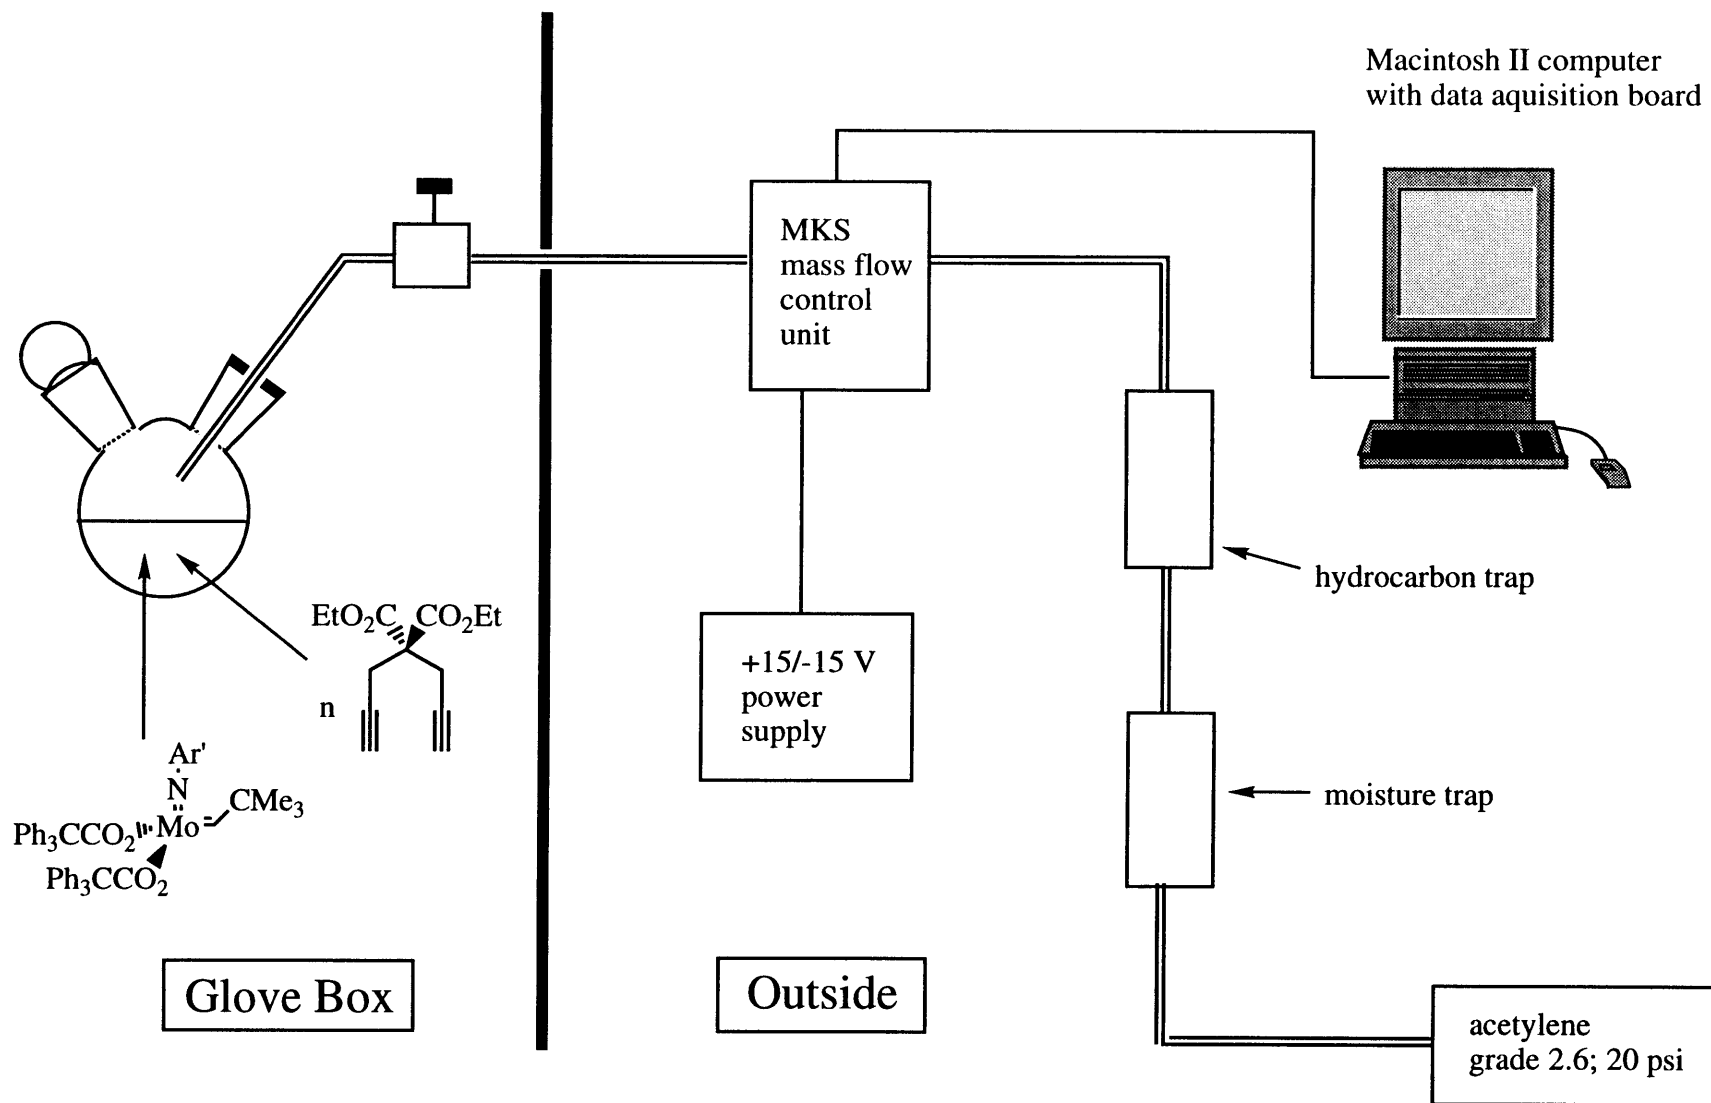 Macintosh II computer
with data aquisition board
MKS
mass flow
control
unit
hydrocarbon trap
EtO2C CO2Et
n
+15/-15 V
power
supply
moisture trap
Ar'
N
CMe3
Ph3CCO2 Mo
Ph3CCO2
Glove Box
Outside
acetylene
grade 2.6; 20 psi